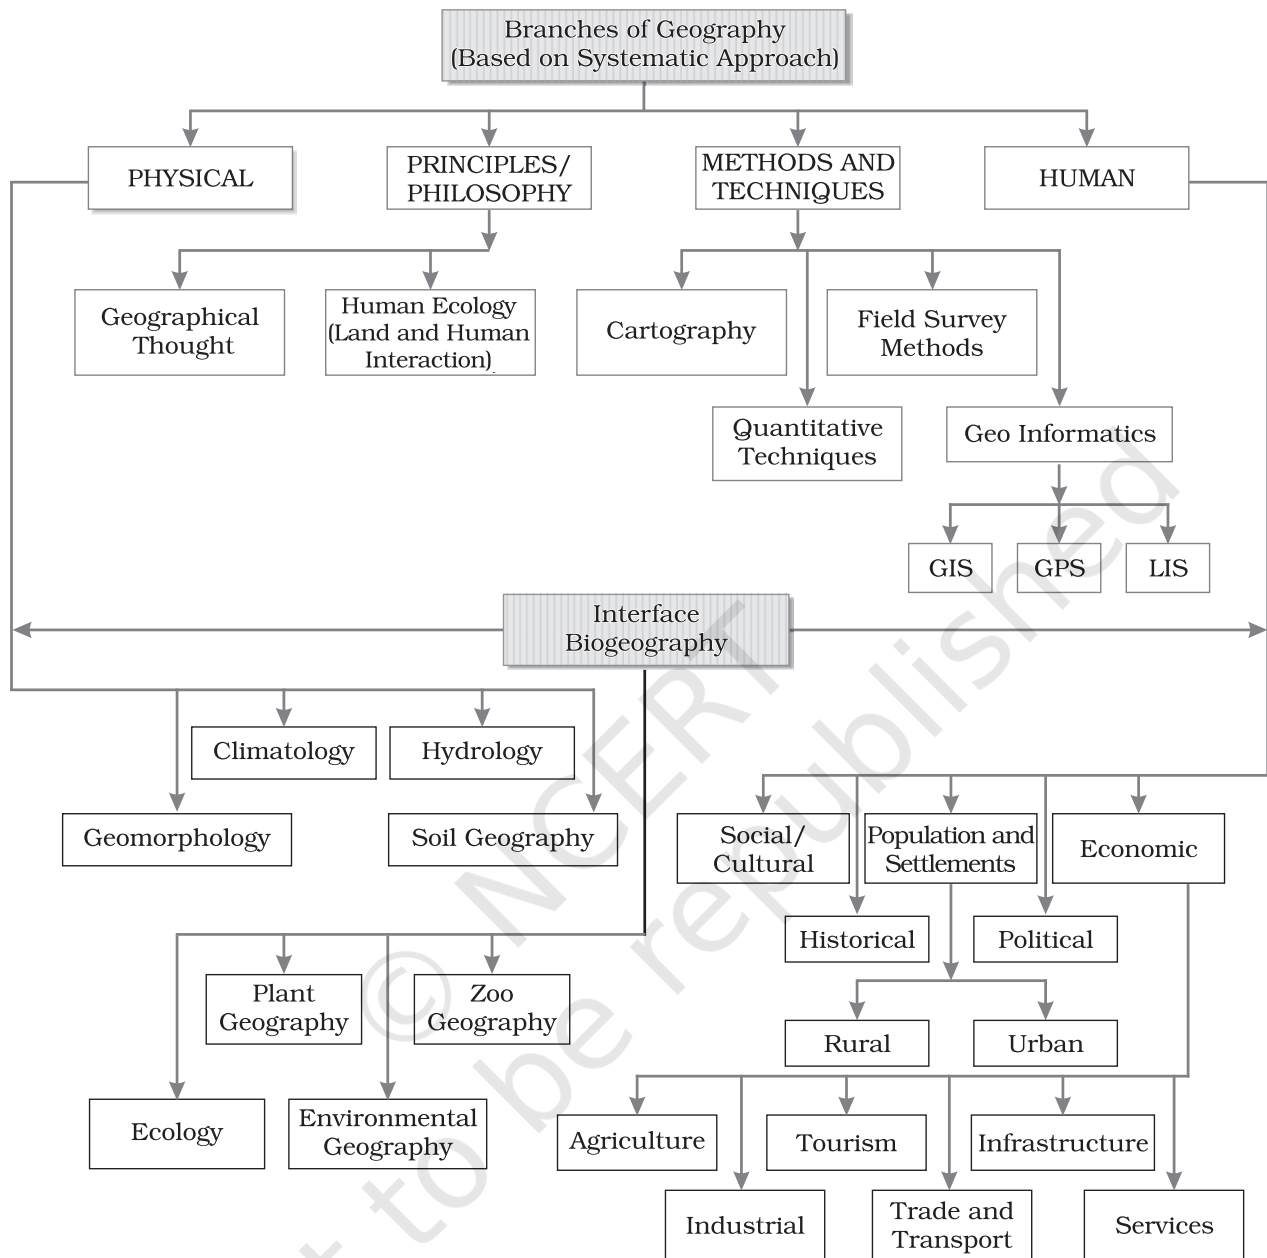 Branches of Geography
(Based on Systematic Approach)
PHYSICAL
PRINCIPLES/
PHILOSOPHY
METHODS AND
TECHNIQUES
HUMAN
Geographical
Thought
Human Ecology
(Land and Human
Interaction)
Cartography
Field Survey
Methods
Quantitative
Techniques
Geo Informatics
GIS
GPS
LIS
Interface
Biogeography
Climatology
Hydrology
Geomorphology
Soil Geography
Social/
Cultural
Population and
Settlements
Economic
Historical
Political
Plant
Geography
Zoo
Geography
Rural
Urban
Ecology
Environmental
Geography
Agriculture
Tourism
Infrastructure
Industrial
Trade and
Transport
Services
© NCERT
to be republished